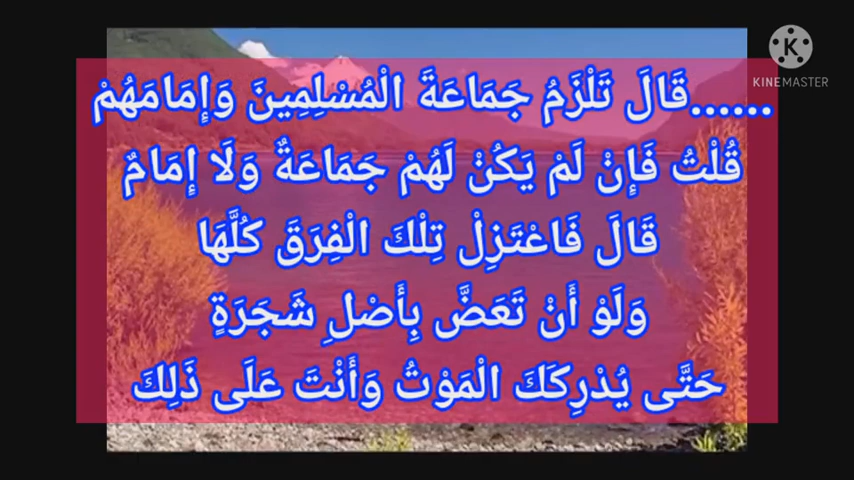 ......قَالَ تَلْزَمُ جَمَاعَةَ الْمُسْلِمِينَ وَإِمَامَهُمْ
قُلْتُ فَإِنْ لَمْ يَكُنْ لَهُمْ جَمَاعَةٌ وَلَا إِمَامٌ
قَالَ فَاعْتَزِلْ تِلْكَ الْفِرَقَ كُلَّهَا
وَلَوْ أَنْ تَعَضَّ بِأَصْلِ شَجَرَةٍ
حَتَّى يُدْرِكَكَ الْمَوْتُ وَأَنْتَ عَلَى ذَلِكَ
K
KINEMASTER